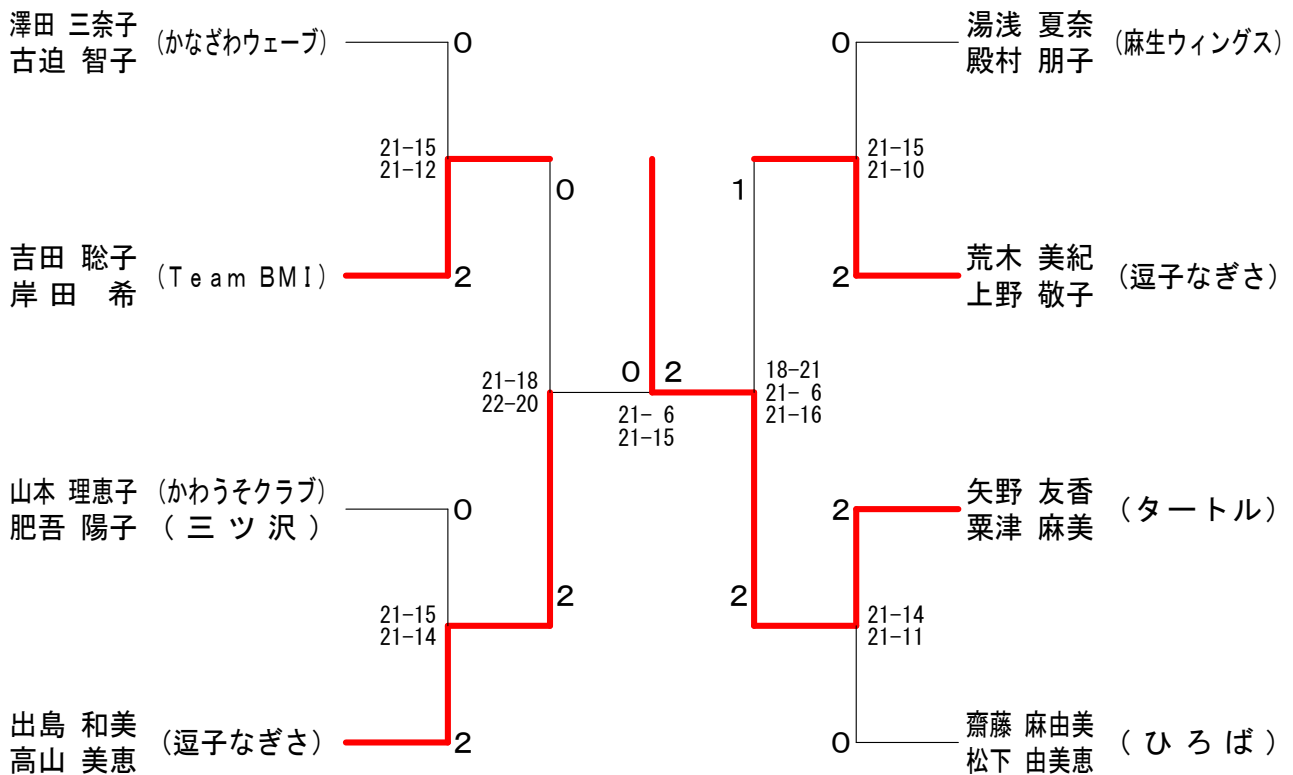 澤田 三奈子 (かなざわウェーブ)
古迫 智子
0
21-15
21-12
吉田 聡子 (Team BMI)
岸田 希
2
0
21-18
22-20
山本 理恵子 (かわうそクラブ)
肥吾 陽子 (三ツ沢)
0
21-15
21-14
出島 和美 (逗子なぎさ)
高山 美恵
2
2
0 2
21- 6
21-15
湯浅 夏奈 (麻生ウィングス)
殿村 朋子
0
21-15
21-10
荒木 美紀 (逗子なぎさ)
上野 敬子
2
1
18-21
21- 6
21-16
矢野 友香 (タートル)
粟津 麻美
2
2
21-14
21-11
齋藤 麻由美 (ひろば)
松下 由美恵
0